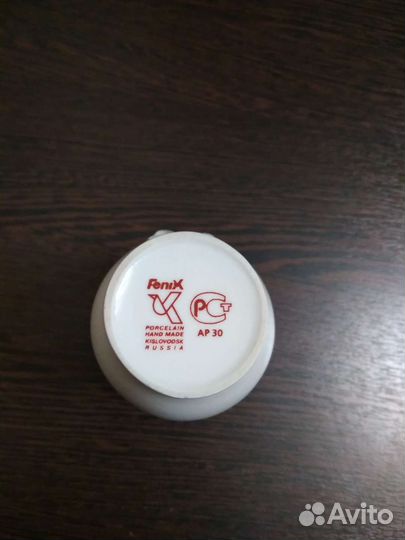 FeniX
PORCELAIN
HAND MADE
KISLOVODSK
RUSSIA
РСТ
АР 30
Avito